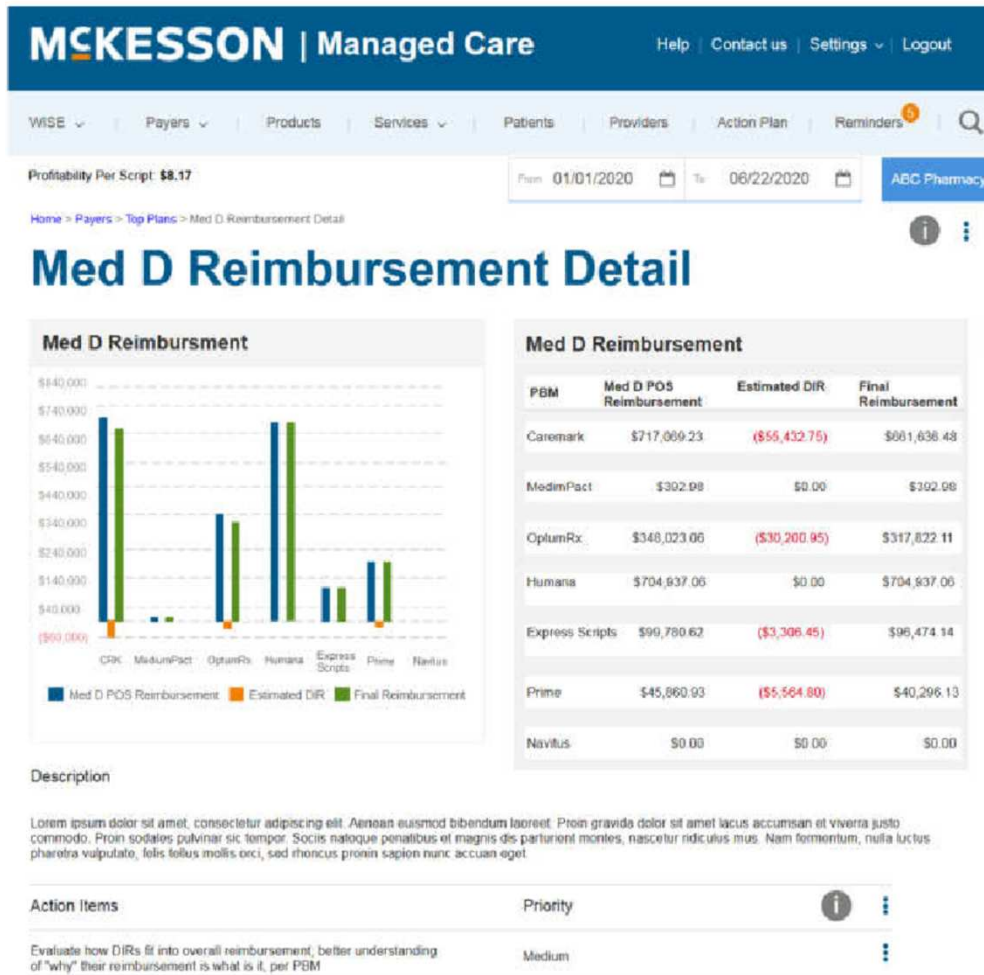 MCKESSON | Managed Care
Help | Contact us | Settings | Logout
WISE | Payers | Products | Services | Patients | Providers | Action Plan | Reminders 5
Profitability Per Script: $8.17
From 01/01/2020 To 06/22/2020 ABC Pharmacy
Home > Payers > Top Plans > Med D Reimbursement Detail
i
Med D Reimbursement Detail
Med D Reimbursment
$840,000
$740,000
$640,000
$540,000
$440,000
$340,000
$240,000
$140,000
$40,000
($60,000)
CRK MediumPact OptumRx Humana Express Scripts Prime Navitus
Med D POS Reimbursement Estimated DIR Final Reimbursement
Med D Reimbursement
PBM Med D POS Reimbursement Estimated DIR Final Reimbursement
Caremark $717,069.23 ($55,432.75) $661,636.48
MedimPact $392.98 $0.00 $392.98
OptumRx $348,023.06 ($30,200.95) $317,822.11
Humana $704,937.06 $0.00 $704,937.06
Express Scripts $99,780.62 ($3,306.45) $96,474.14
Prime $45,860.93 ($5,564.80) $40,296.13
Navitus $0.00 $0.00 $0.00
Description
Lorem ipsum dolor sit amet, consectetur adipiscing elit. Aenean euismod bibendum laoreet. Proin gravida dolor sit amet lacus accumsan et viverra justo
commodo. Proin sodales pulvinar sic tempor. Sociis natoque penatibus et magnis dis parturient montes, nascetur ridiculus mus. Nam fermentum, nulla luctus
pharetra vulputate, felis tellus mollis orci, sed rhoncus pronin sapien nunc accuan eget.
Action Items Priority i
Evaluate how DIRs fit into overall reimbursement; better understanding
of "why" their reimbursement is what is it, per PBM
Medium